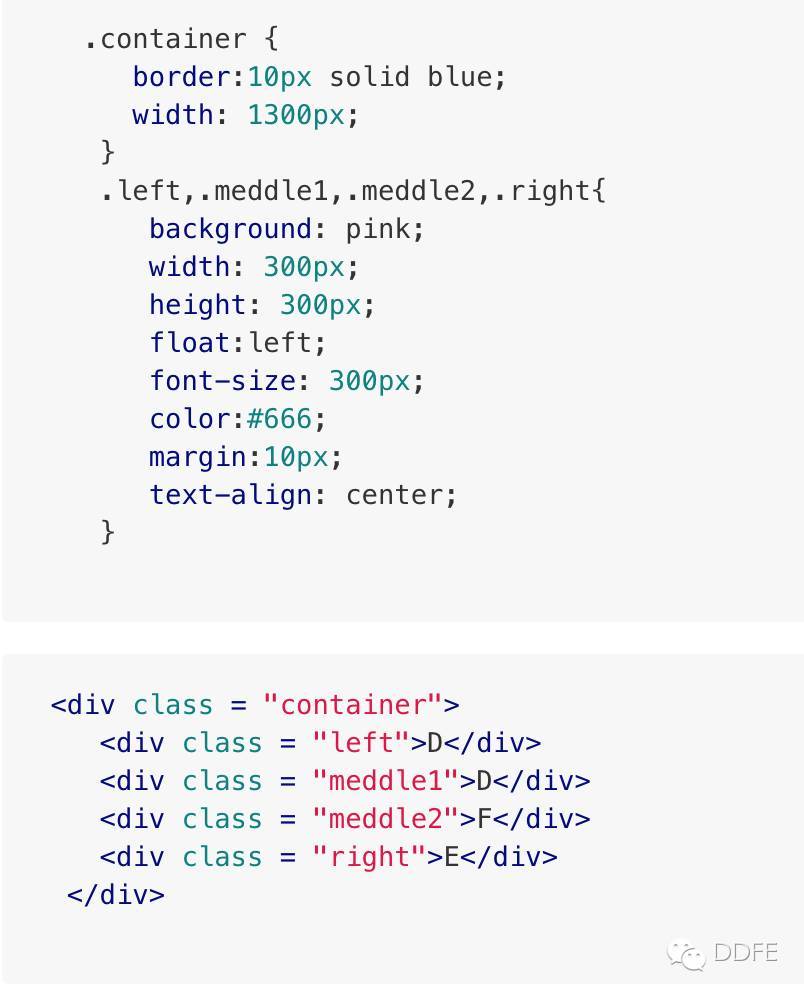 .container {
border:10px solid blue;
width: 1300px;
}
.left,.meddle1,.meddle2,.right{
background: pink;
width: 300px;
height: 300px;
float:left;
font-size: 300px;
color:#666;
margin:10px;
text-align: center;
}
<div class = "container">
<div class = "left">D</div>
<div class = "meddle1">D</div>
<div class = "meddle2">F</div>
<div class = "right">E</div>
</div>
DDFE